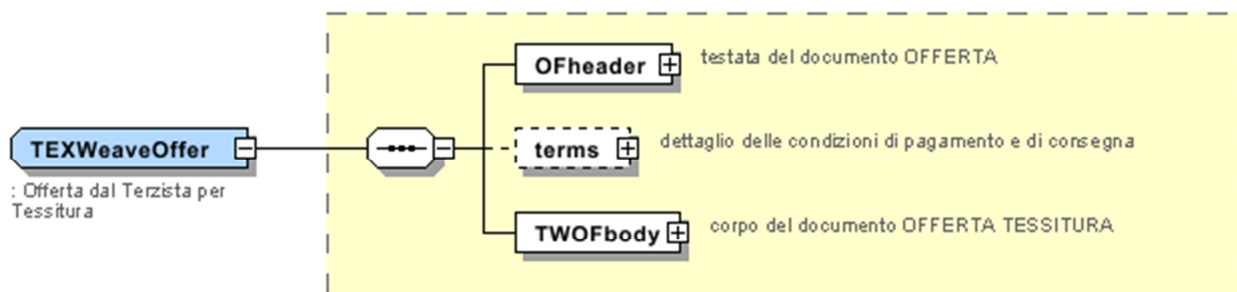 OFheader
testata del documento OFFERTA
TEXWeaveOffer
terms
dettaglio delle condizioni di pagamento e di consegna
: Offerta dal Terzista per
Tessitura
TWOFbody
corpo del documento OFFERTA TESSITURA